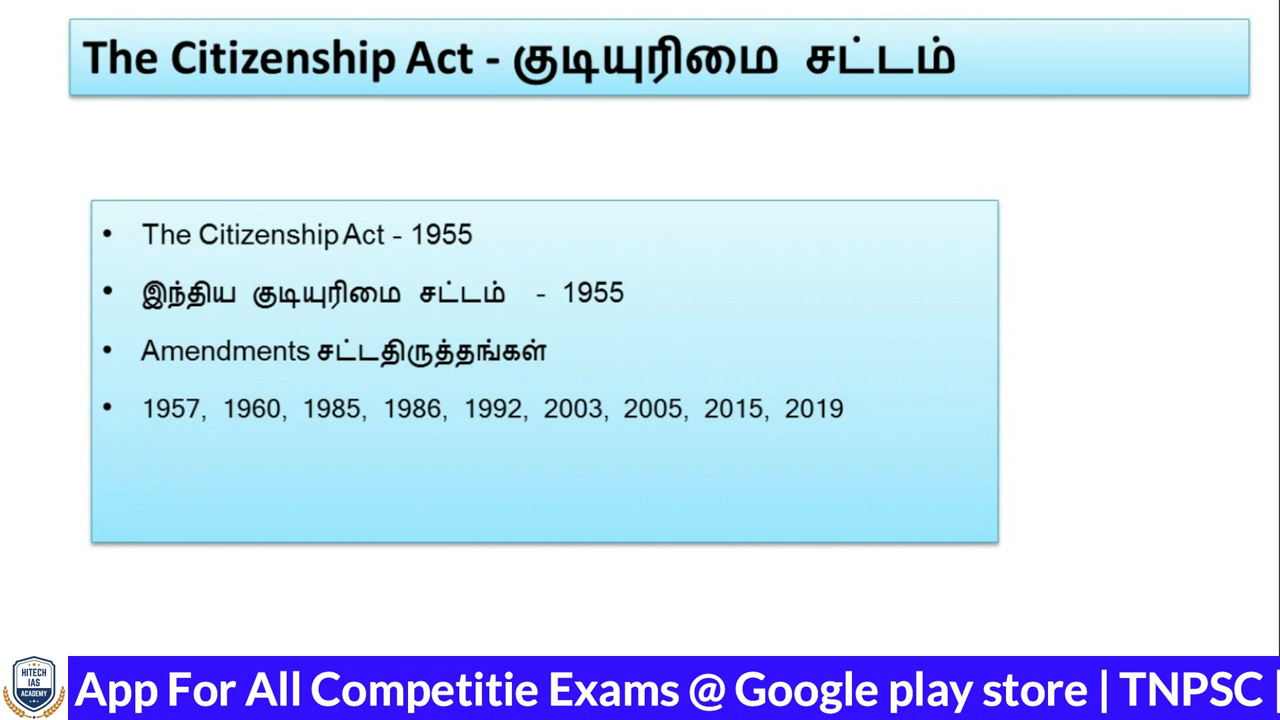 The Citizenship Act - குடியுரிமை சட்டம்
• The Citizenship Act - 1955
• இந்திய குடியுரிமை சட்டம் - 1955
• Amendments சட்டதிருத்தங்கள்
• 1957, 1960, 1985, 1986, 1992, 2003, 2005, 2015, 2019
HITECH
IAS
ACADEMY
App For All Competitie Exams @ Google play store | TNPSC |